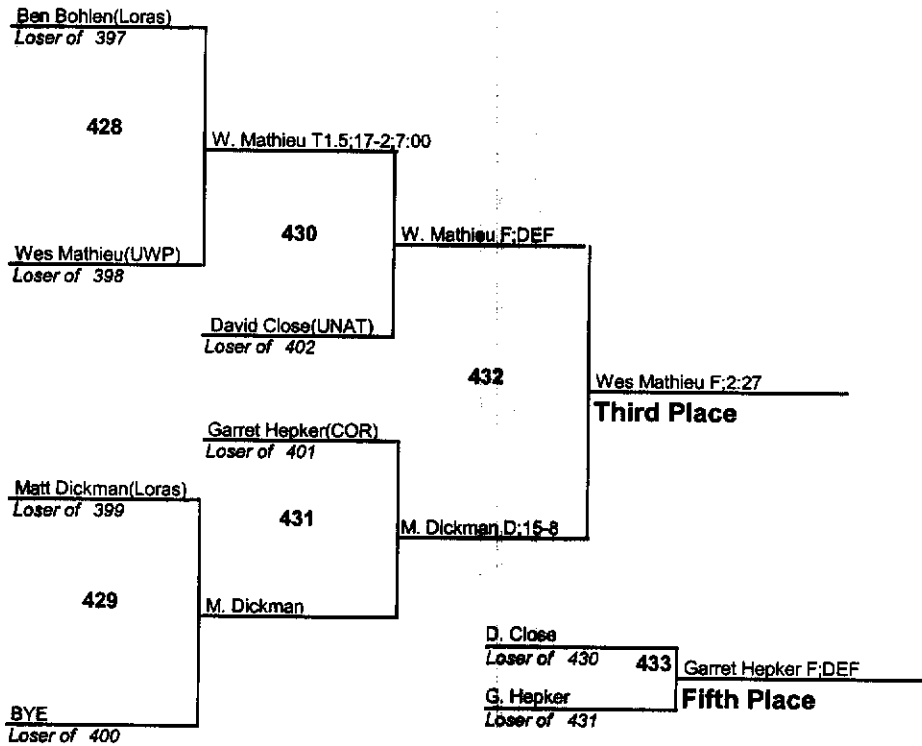 Ben Bohlen(Loras)
Loser of 397
428
W. Mathieu T1.5;17-2;7:00
Wes Mathieu(UWP)
Loser of 398
430
W. Mathieu F;DEF
David Close(UNAT)
Loser of 402
432
Wes Mathieu F;2:27
Third Place
Garret Hepker(COR)
Loser of 401
Matt Dickman(Loras)
Loser of 399
431
M. Dickman D;15-8
429
M. Dickman
BYE
Loser of 400
D. Close
Loser of 430
433
Garret Hepker F;DEF
Fifth Place
G. Hepker
Loser of 431